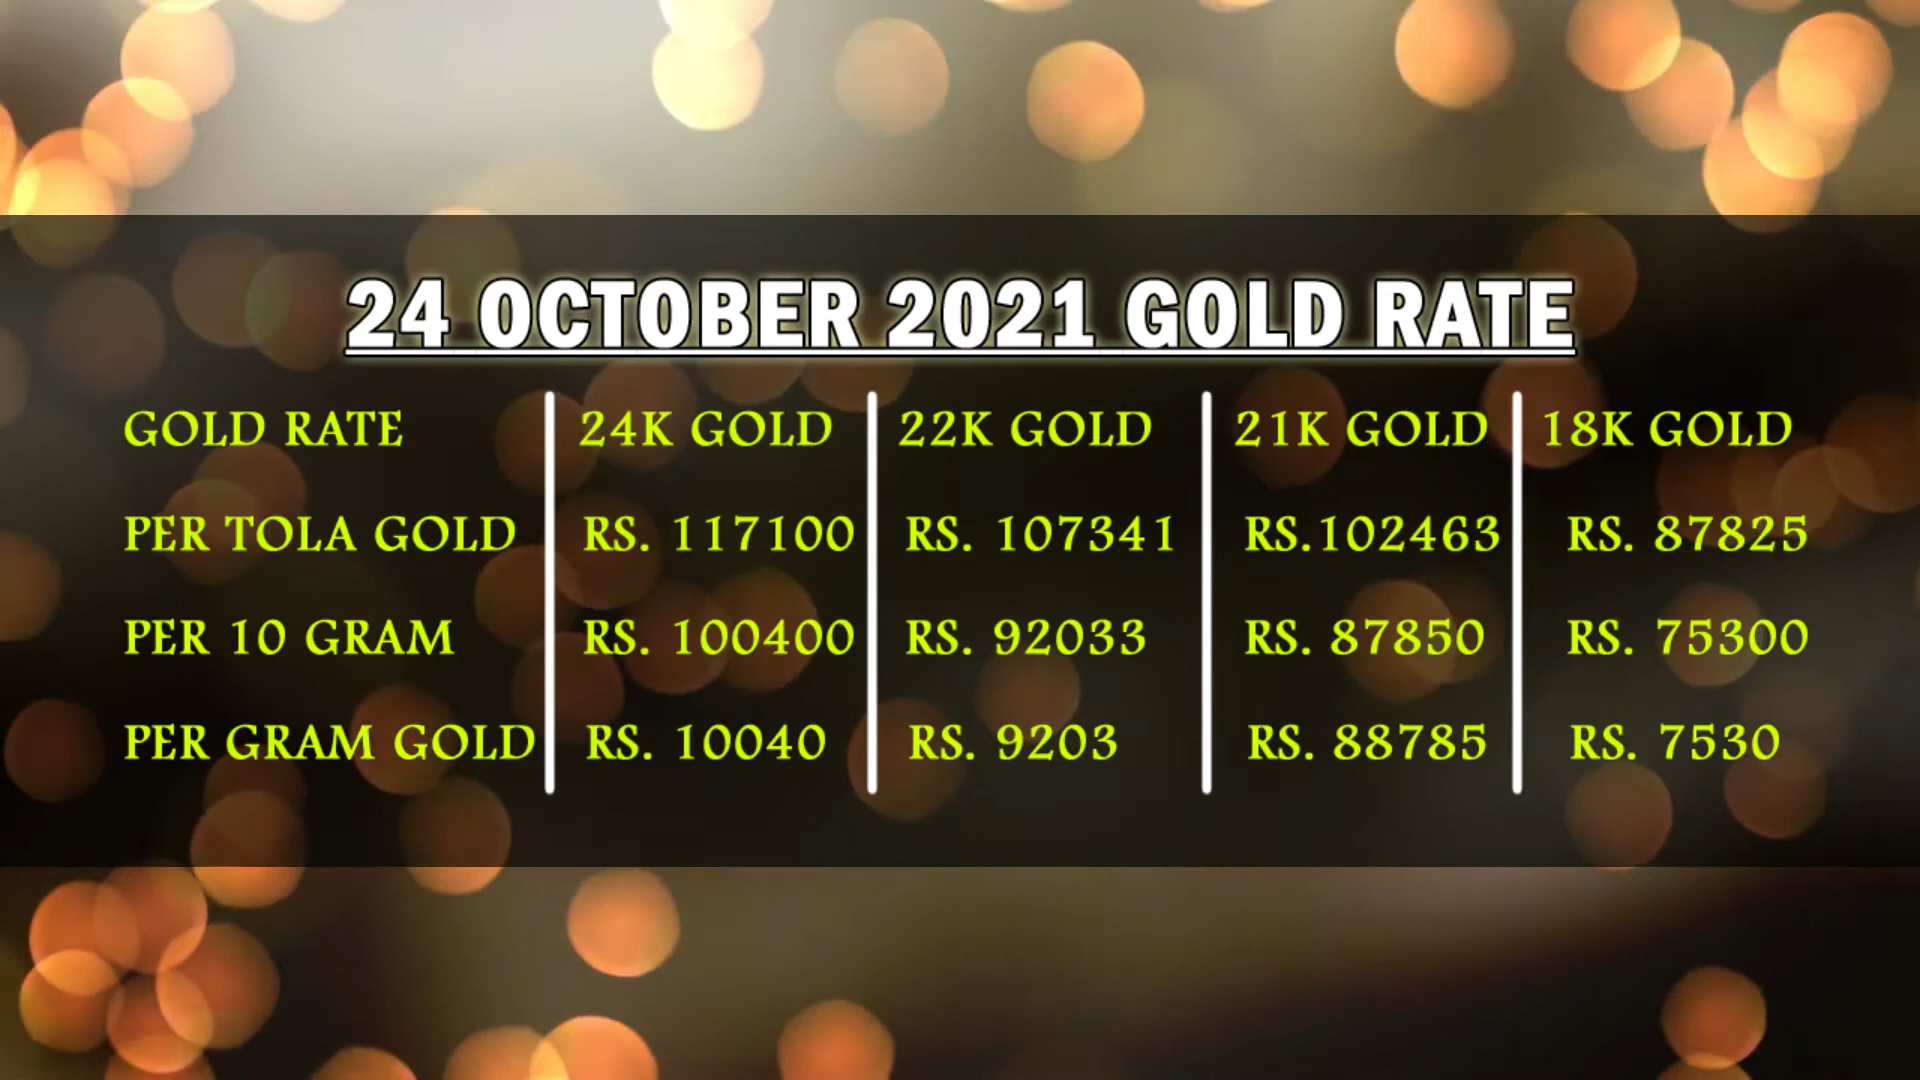 24 OCTOBER 2021 GOLD RATE
GOLD RATE 24K GOLD 22K GOLD 21K GOLD 18K GOLD
PER TOLA GOLD RS. 117100 RS. 107341 RS.102463 RS. 87825
PER 10 GRAM RS. 100400 RS. 92033 RS. 87850 RS. 75300
PER GRAM GOLD RS. 10040 RS. 9203 RS. 88785 RS. 7530